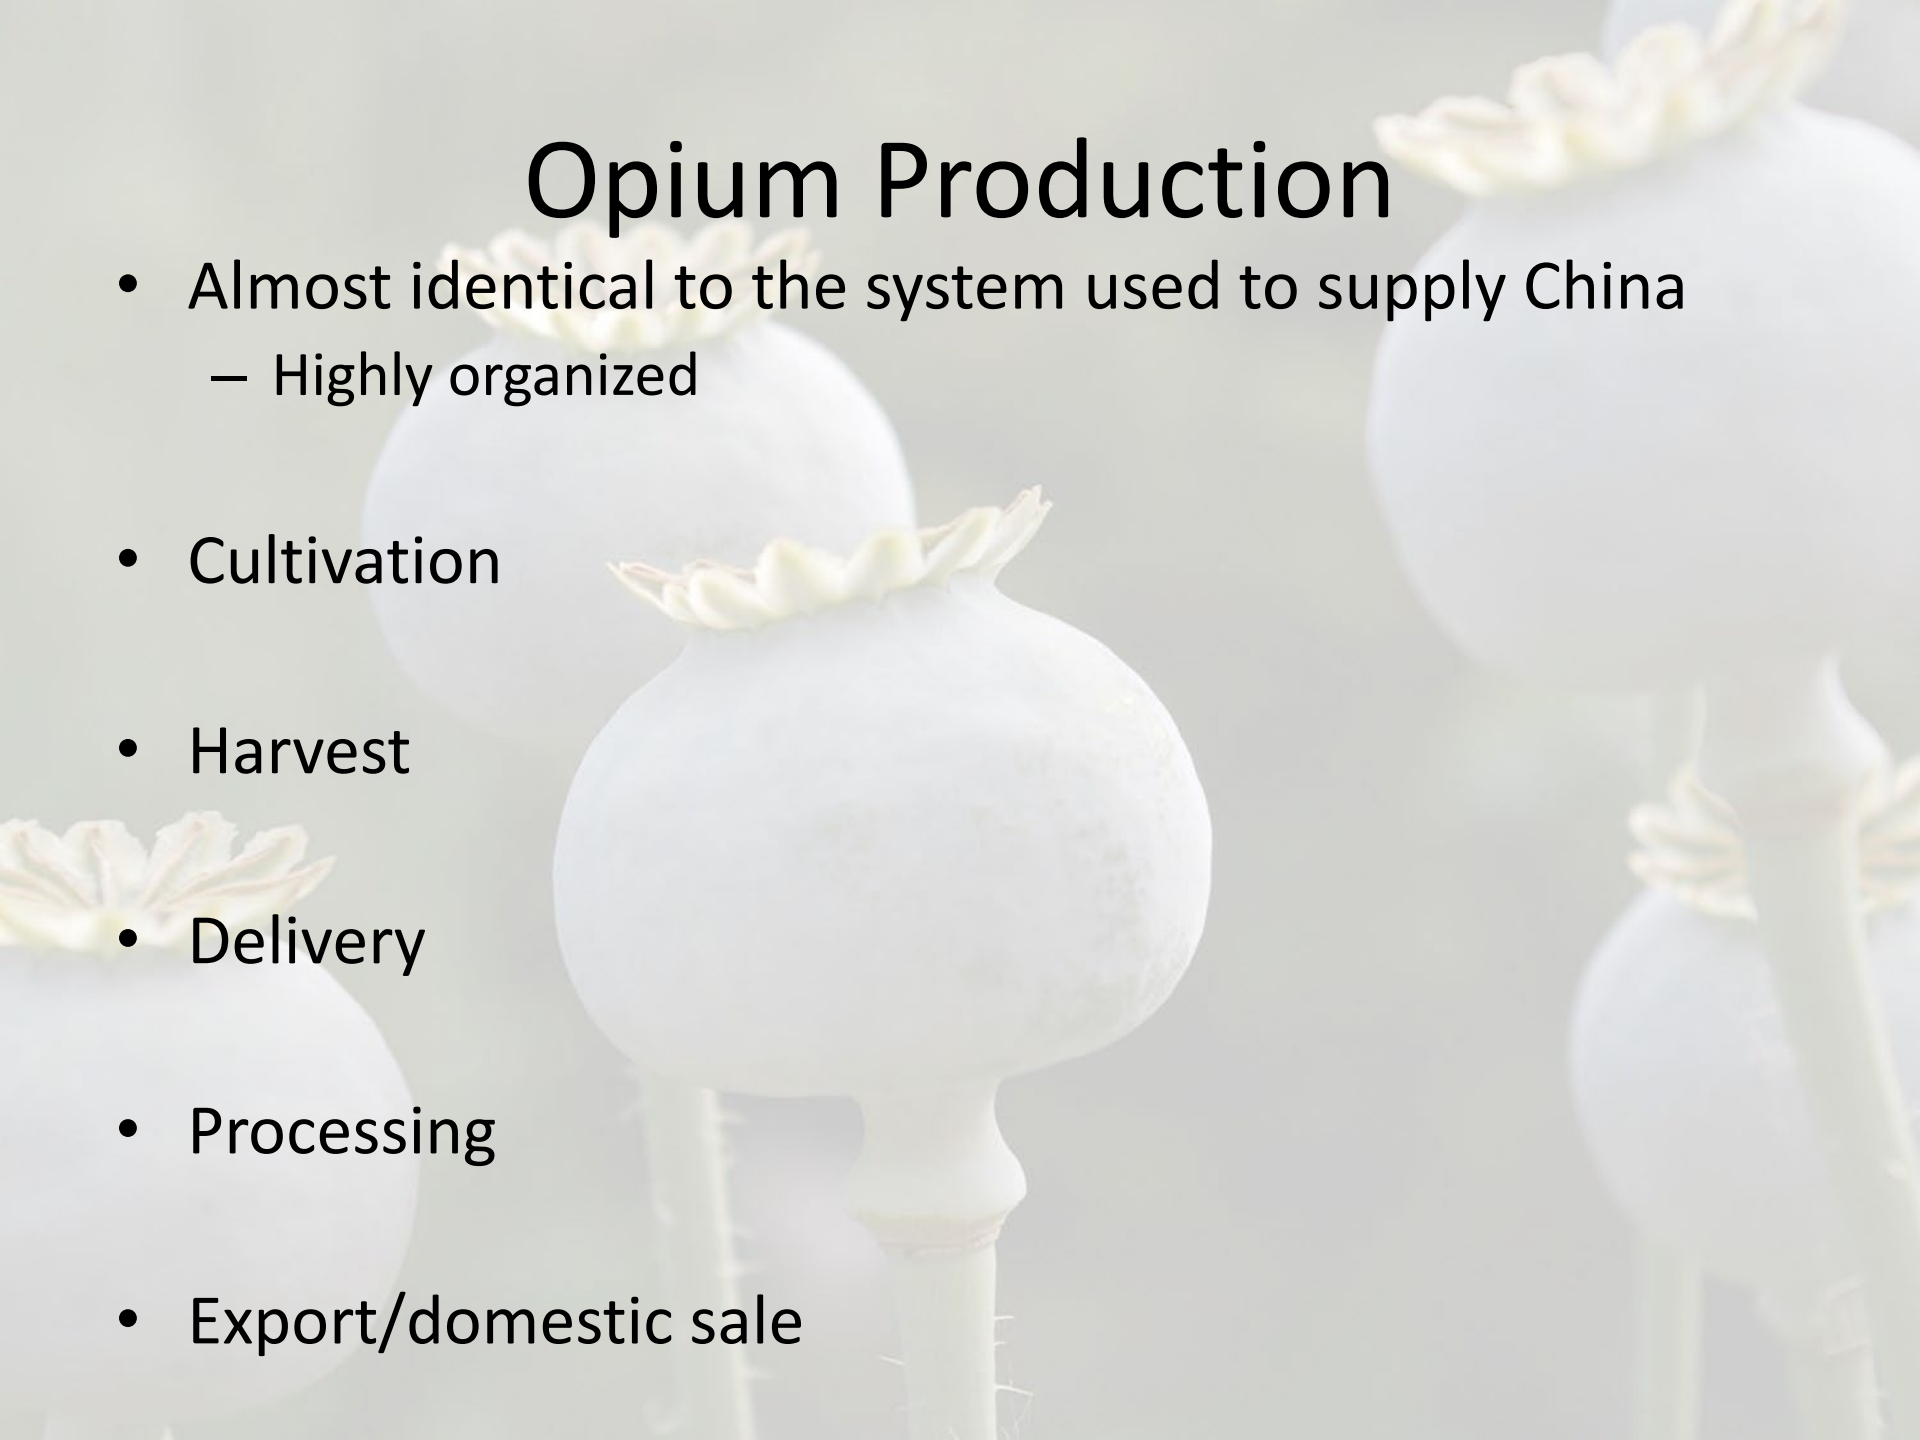 Opium Production
• Almost identical to the system used to supply China
– Highly organized
• Cultivation
• Harvest
• Delivery
• Processing
• Export/domestic sale